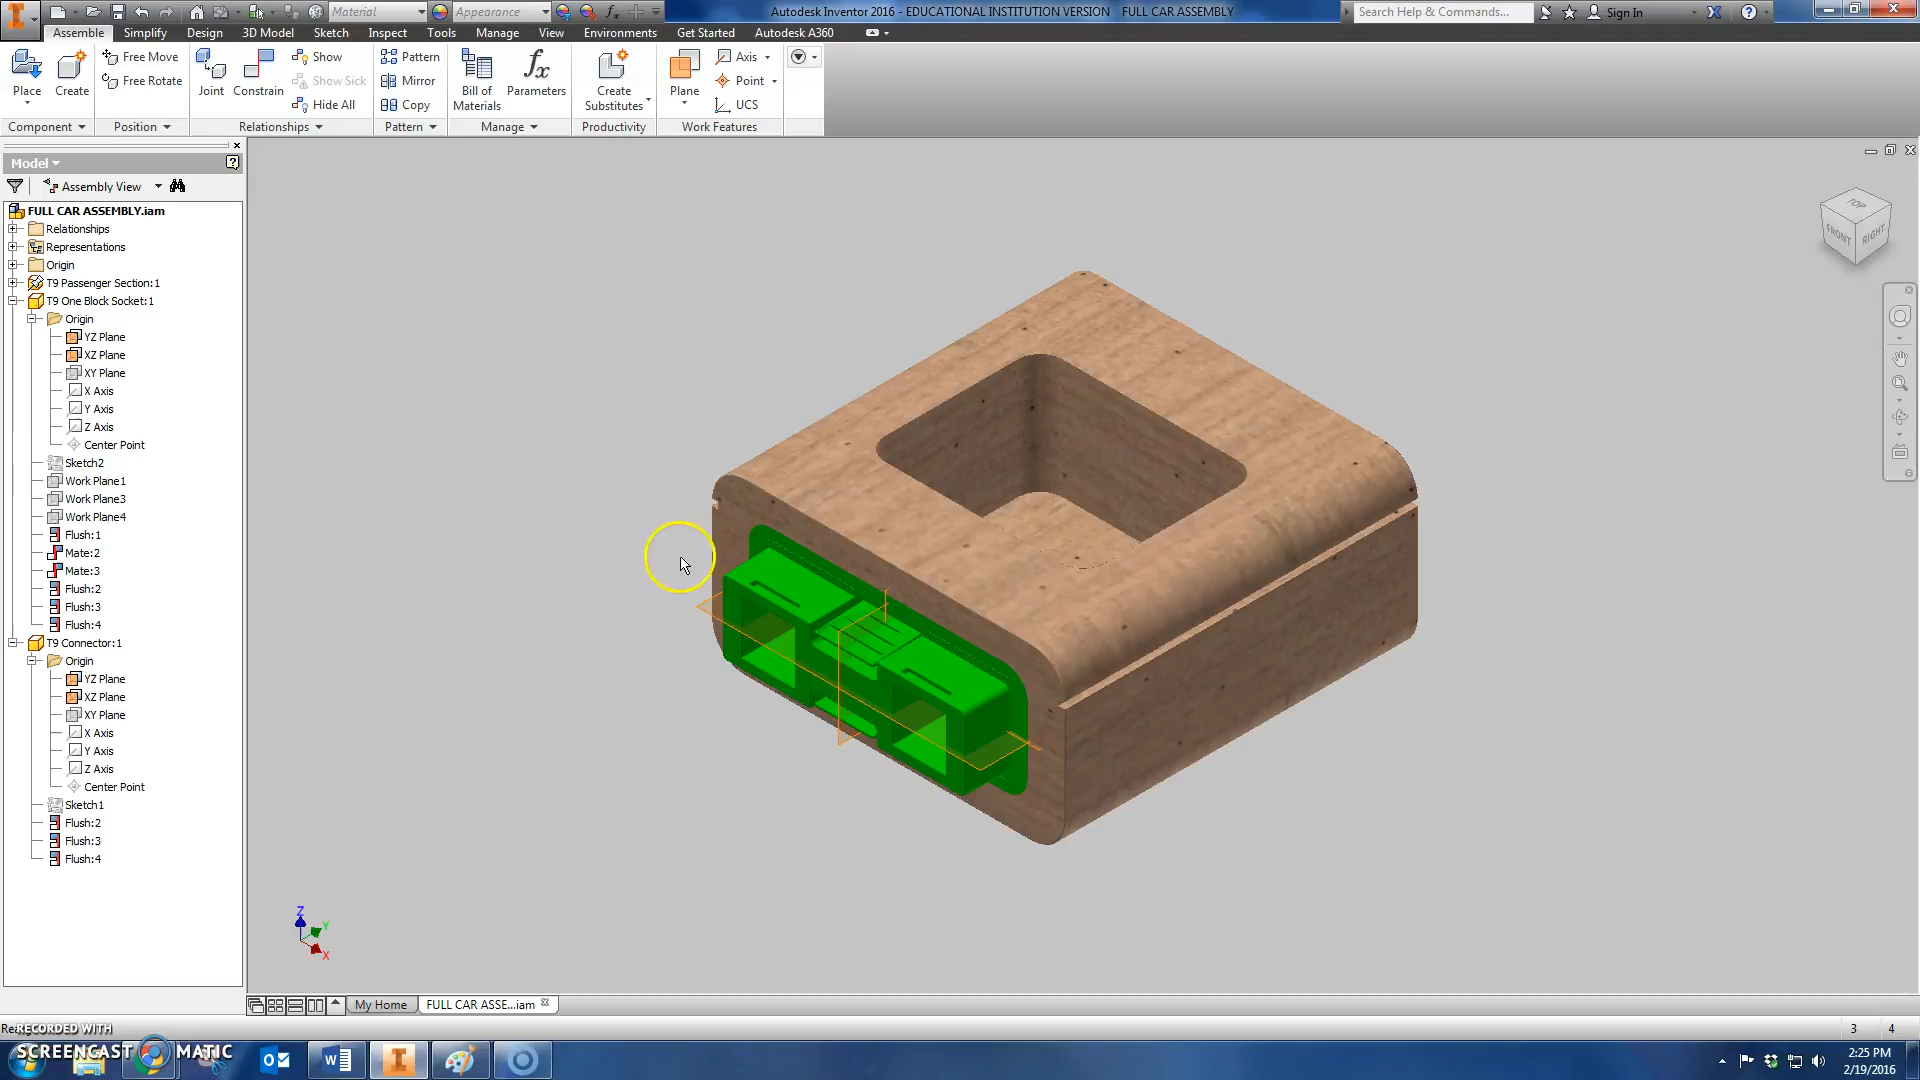 Material
Appearance
Autodesk Inventor 2016 - EDUCATIONAL INSTITUTION VERSION FULL CAR ASSEMBLY
Search Help & Commands...
Sign In
Assemble Simplify Design 3D Model Sketch Inspect Tools Manage View Environments Get Started Autodesk A360
Place
Create
Free Move
Free Rotate
Joint
Constrain
Show
Show Sick
Hide All
Pattern
Mirror
Copy
Bill of
Materials
fx
Parameters
Create
Substitutes
Plane
Axis
Point
UCS
Component Position Relationships Pattern Manage Productivity Work Features
Model
Assembly View
FULL CAR ASSEMBLY.iam
Relationships
Representations
Origin
T9 Passenger Section:1
T9 One Block Socket:1
Origin
YZ Plane
XZ Plane
XY Plane
X Axis
Y Axis
Z Axis
Center Point
Sketch2
Work Plane1
Work Plane3
Work Plane4
Flush:1
Mate:2
Mate:3
Flush:2
Flush:3
Flush:4
T9 Connector:1
Origin
YZ Plane
XZ Plane
XY Plane
X Axis
Y Axis
Z Axis
Center Point
Sketch1
Flush:2
Flush:3
Flush:4
TOP
FRONT
RIGHT
Z
Y
X
My Home
FULL CAR ASSE...iam
3 4
RECORDED WITH
SCREENCAST MATIC
2:25 PM
2/19/2016